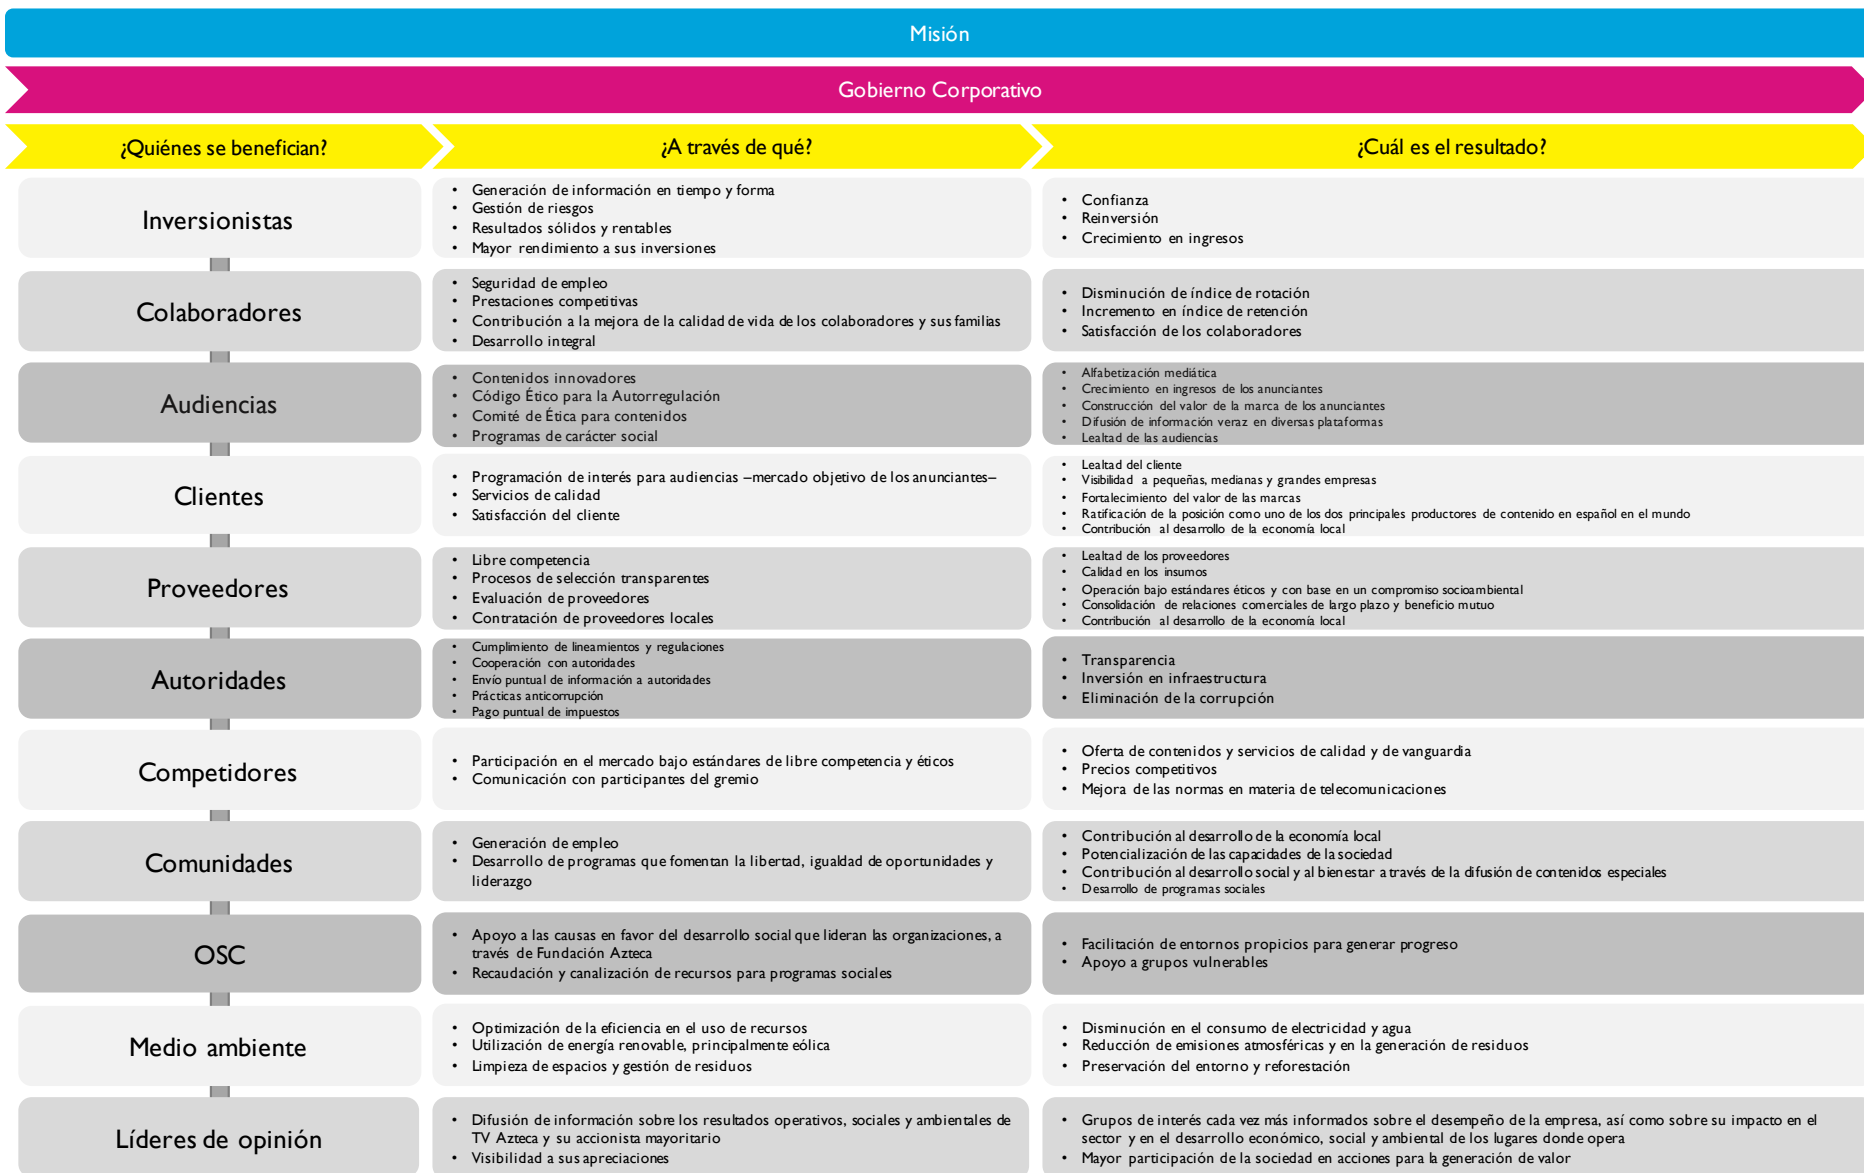 Misión
Gobierno Corporativo
¿Quiénes se benefician?
¿A través de qué?
¿Cuál es el resultado?
Inversionistas
• Generación de información en tiempo y forma
• Gestión de riesgos
• Resultados sólidos y rentables
• Mayor rendimiento a sus inversiones
• Confianza
• Reinversión
• Crecimiento en ingresos
Colaboradores
• Seguridad de empleo
• Prestaciones competitivas
• Contribución a la mejora de la calidad de vida de los colaboradores y sus familias
• Desarrollo integral
• Disminución de índice de rotación
• Incremento en índice de retención
• Satisfacción de los colaboradores
Audiencias
• Contenidos innovadores
• Código Ético para la Autorregulación
• Comité de Ética para contenidos
• Programas de carácter social
• Alfabetización mediática
• Crecimiento en ingresos de los anunciantes
• Construcción del valor de la marca de los anunciantes
• Difusión de información veraz en diversas plataformas
• Lealtad de las audiencias
Clientes
• Programación de interés para audiencias –mercado objetivo de los anunciantes–
• Servicios de calidad
• Satisfacción del cliente
• Lealtad del cliente
• Visibilidad a pequeñas, medianas y grandes empresas
• Fortalecimiento del valor de las marcas
• Ratificación de la posición como uno de los dos principales productores de contenido en español en el mundo
• Contribución al desarrollo de la economía local
Proveedores
• Libre competencia
• Procesos de selección transparentes
• Evaluación de proveedores
• Contratación de proveedores locales
• Lealtad de los proveedores
• Calidad en los insumos
• Operación bajo estándares éticos y con base en un compromiso socioambiental
• Consolidación de relaciones comerciales de largo plazo y beneficio mutuo
• Contribución al desarrollo de la economía local
Autoridades
• Cumplimiento de lineamientos y regulaciones
• Cooperación con autoridades
• Envío puntual de información a autoridades
• Prácticas anticorrupción
• Pago puntual de impuestos
• Transparencia
• Inversión en infraestructura
• Eliminación de la corrupción
Competidores
• Participación en el mercado bajo estándares de libre competencia y éticos
• Comunicación con participantes del gremio
• Oferta de contenidos y servicios de calidad y de vanguardia
• Precios competitivos
• Mejora de las normas en materia de telecomunicaciones
Comunidades
• Generación de empleo
• Desarrollo de programas que fomentan la libertad, igualdad de oportunidades y
liderazgo
• Contribución al desarrollo de la economía local
• Potencialización de las capacidades de la sociedad
• Contribución al desarrollo social y al bienestar a través de la difusión de contenidos especiales
• Desarrollo de programas sociales
OSC
• Apoyo a las causas en favor del desarrollo social que lideran las organizaciones, a
través de Fundación Azteca
• Recaudación y canalización de recursos para programas sociales
• Facilitación de entornos propicios para generar progreso
• Apoyo a grupos vulnerables
Medio ambiente
• Optimización de la eficiencia en el uso de recursos
• Utilización de energía renovable, principalmente eólica
• Limpieza de espacios y gestión de residuos
• Disminución en el consumo de electricidad y agua
• Reducción de emisiones atmosféricas y en la generación de residuos
• Preservación del entorno y reforestación
Líderes de opinión
• Difusión de información sobre los resultados operativos, sociales y ambientales de
TV Azteca y su accionista mayoritario
• Visibilidad a sus apreciaciones
• Grupos de interés cada vez más informados sobre el desempeño de la empresa, así como sobre su impacto en el
sector y en el desarrollo económico, social y ambiental de los lugares donde opera
• Mayor participación de la sociedad en acciones para la generación de valor